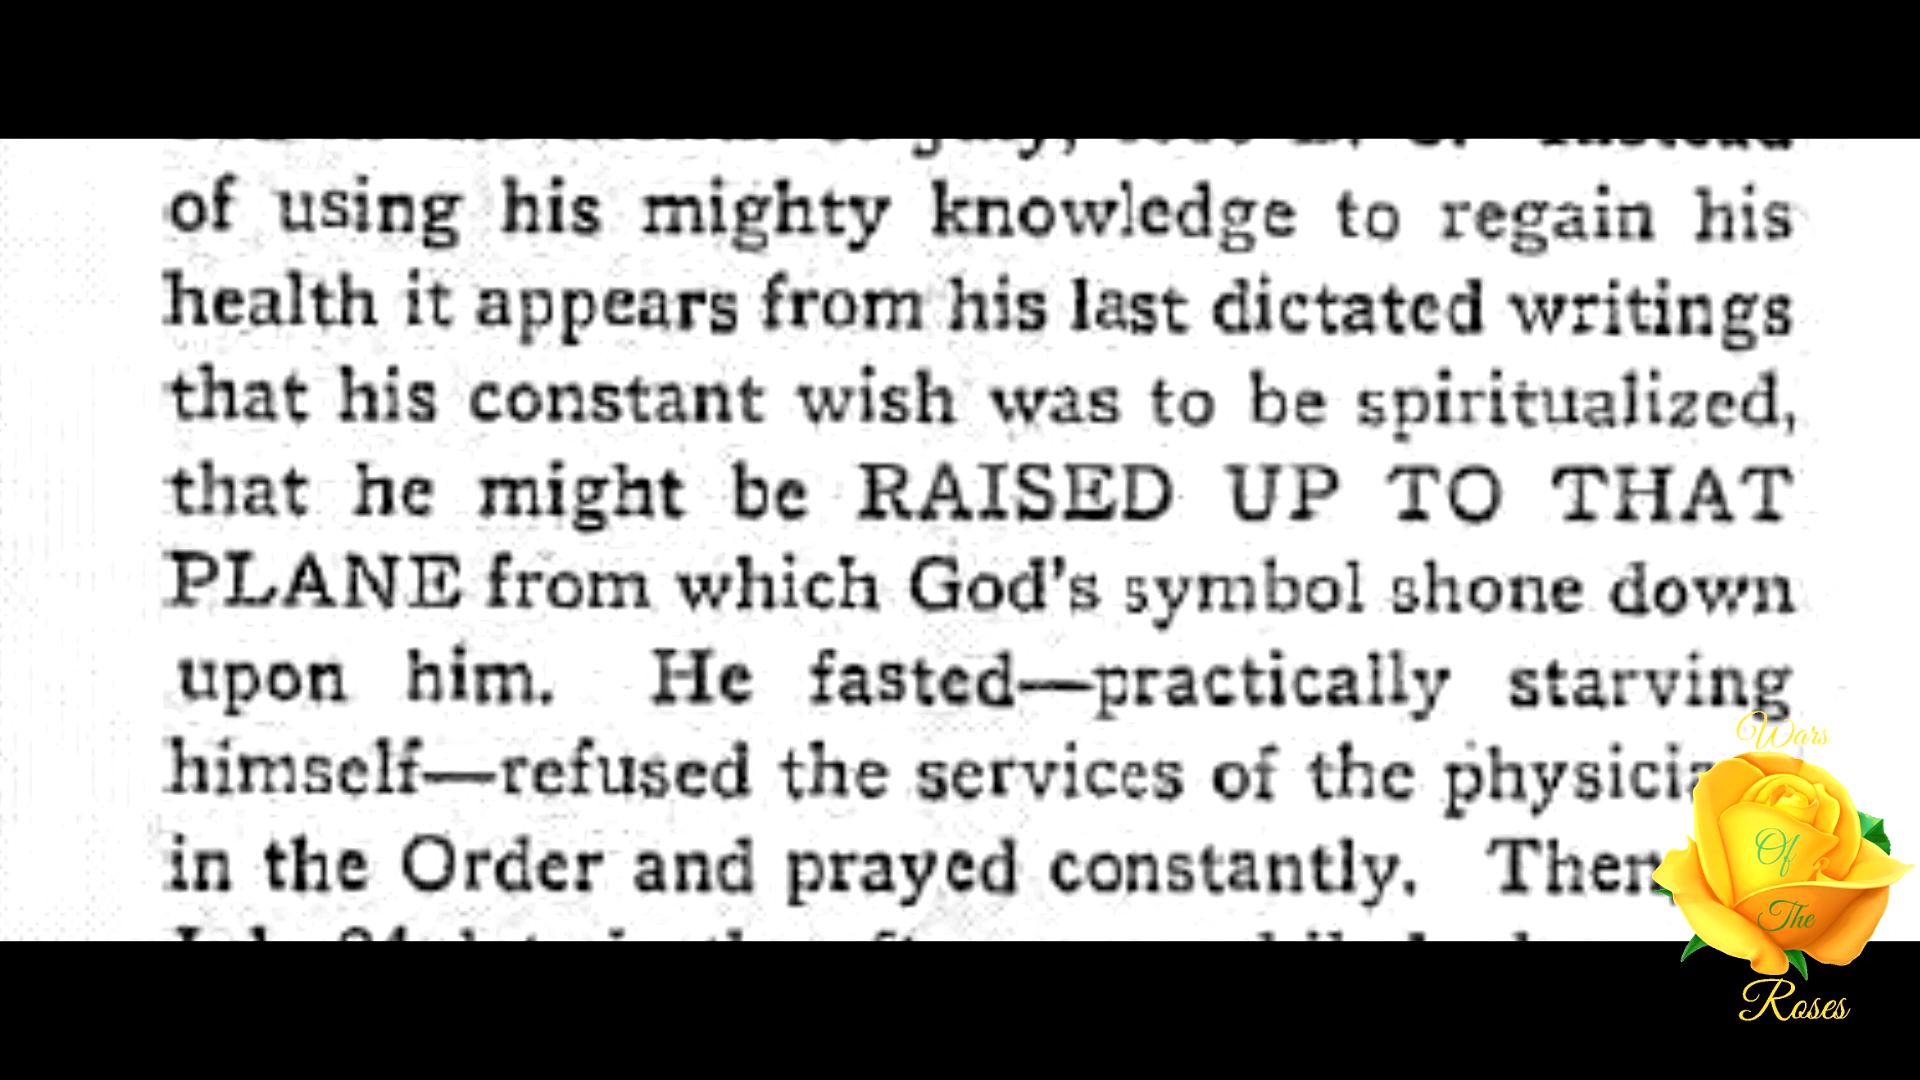 of using his mighty knowledge to regain his
health it appears from his last dictated writings
that his constant wish was to be spiritualized,
that he might be RAISED UP TO THAT
PLANE from which God's symbol shone down
upon him. He fasted—practically starving
himself—refused the services of the
in the Order and prayed constantly.
Wars
Of
The
Roses